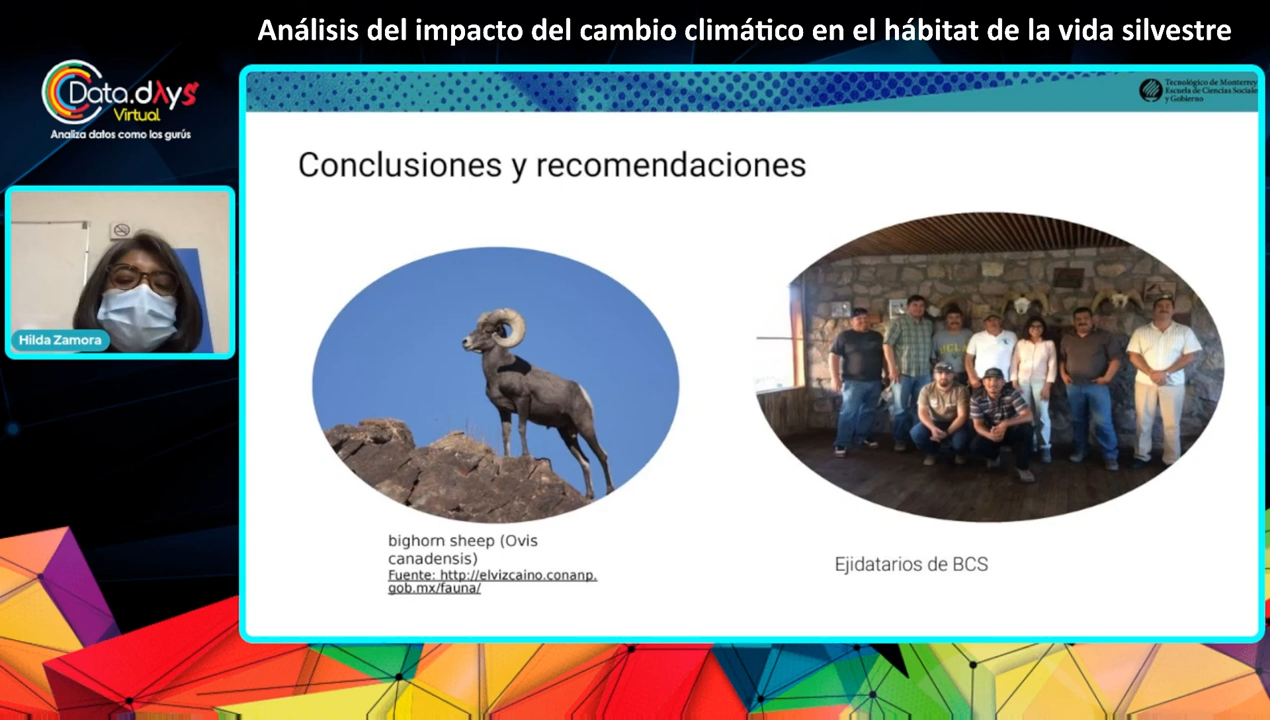 Análisis del impacto del cambio climático en el hábitat de la vida silvestre
Data.dλys
Virtual
Analiza datos como los gurús
Tecnológico de Monterrey
Escuela de Ciencias Sociales
y Gobierno
Conclusiones y recomendaciones
Hilda Zamora
UCLA
bighorn sheep (Ovis
canadensis)
Fuente: http://elvizcaino.conanp.
gob.mx/fauna/
Ejidatarios de BCS